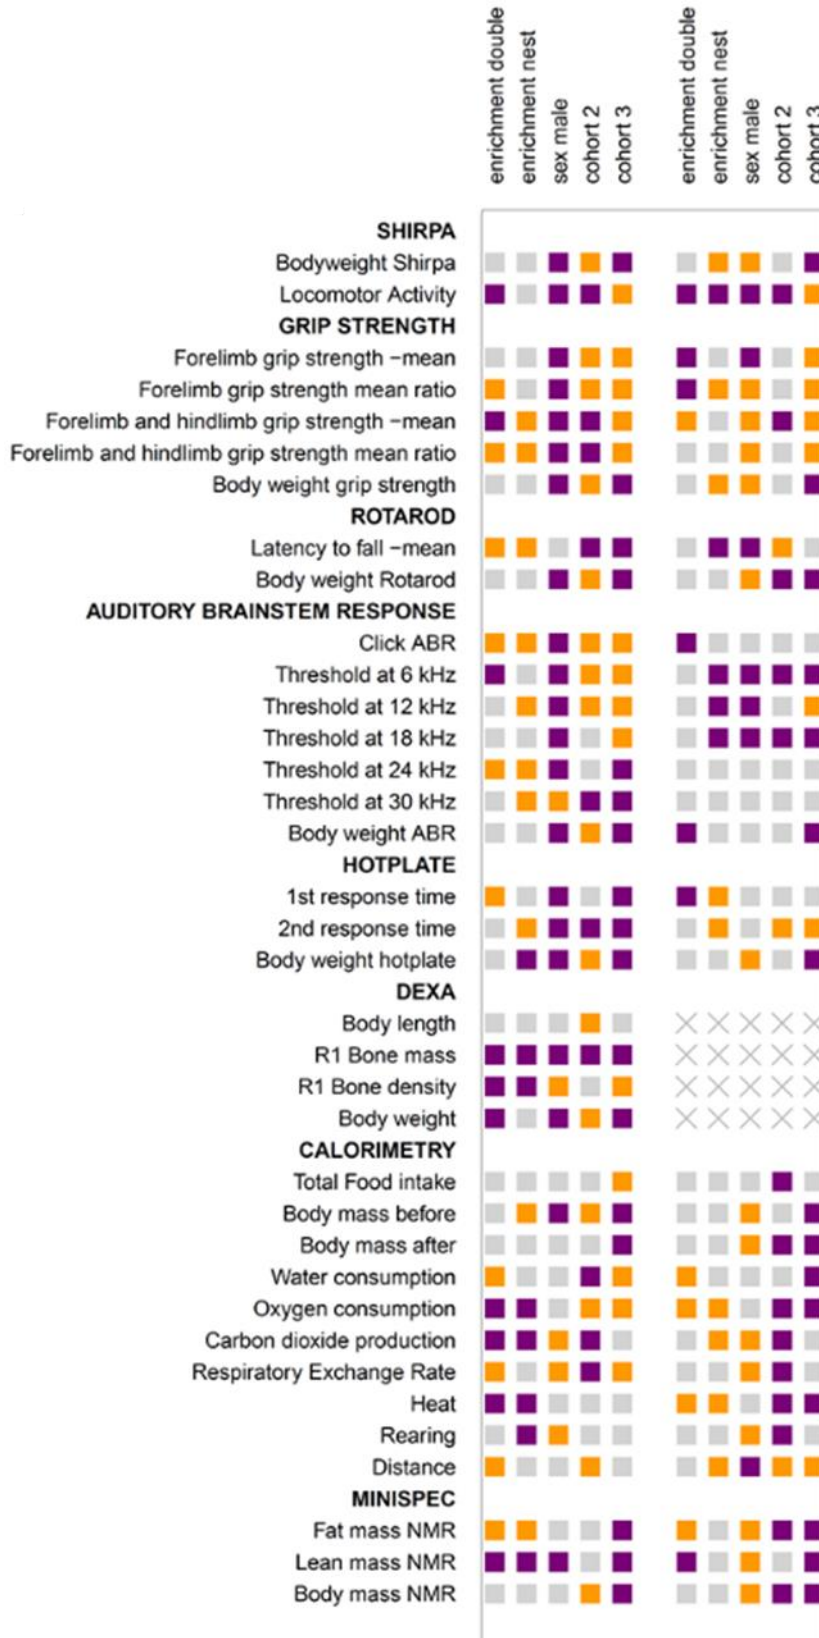 enrichment double
enrichment nest
sex male
cohort 2
cohort 3
enrichment double
enrichment nest
sex male
cohort 2
cohort 3
SHIRPA
Bodyweight Shirpa
Locomotor Activity
GRIP STRENGTH
Forelimb grip strength −mean
Forelimb grip strength mean ratio
Forelimb and hindlimb grip strength −mean
Forelimb and hindlimb grip strength mean ratio
Body weight grip strength
ROTAROD
Latency to fall −mean
Body weight Rotarod
AUDITORY BRAINSTEM RESPONSE
Click ABR
Threshold at 6 kHz
Threshold at 12 kHz
Threshold at 18 kHz
Threshold at 24 kHz
Threshold at 30 kHz
Body weight ABR
HOTPLATE
1st response time
2nd response time
Body weight hotplate
DEXA
Body length
R1 Bone mass
R1 Bone density
Body weight
CALORIMETRY
Total Food intake
Body mass before
Body mass after
Water consumption
Oxygen consumption
Carbon dioxide production
Respiratory Exchange Rate
Heat
Rearing
Distance
MINISPEC
Fat mass NMR
Lean mass NMR
Body mass NMR